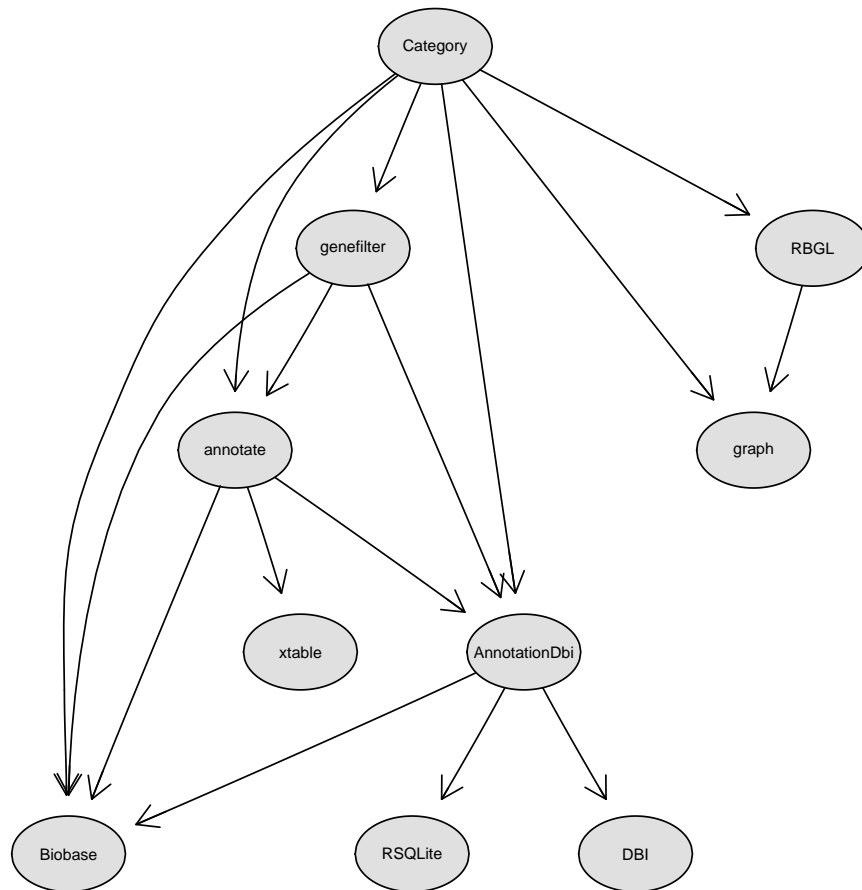 Category
genefilter
RBGL
annotate
graph
xtable
AnnotationDbi
Biobase
RSQLite
DBI